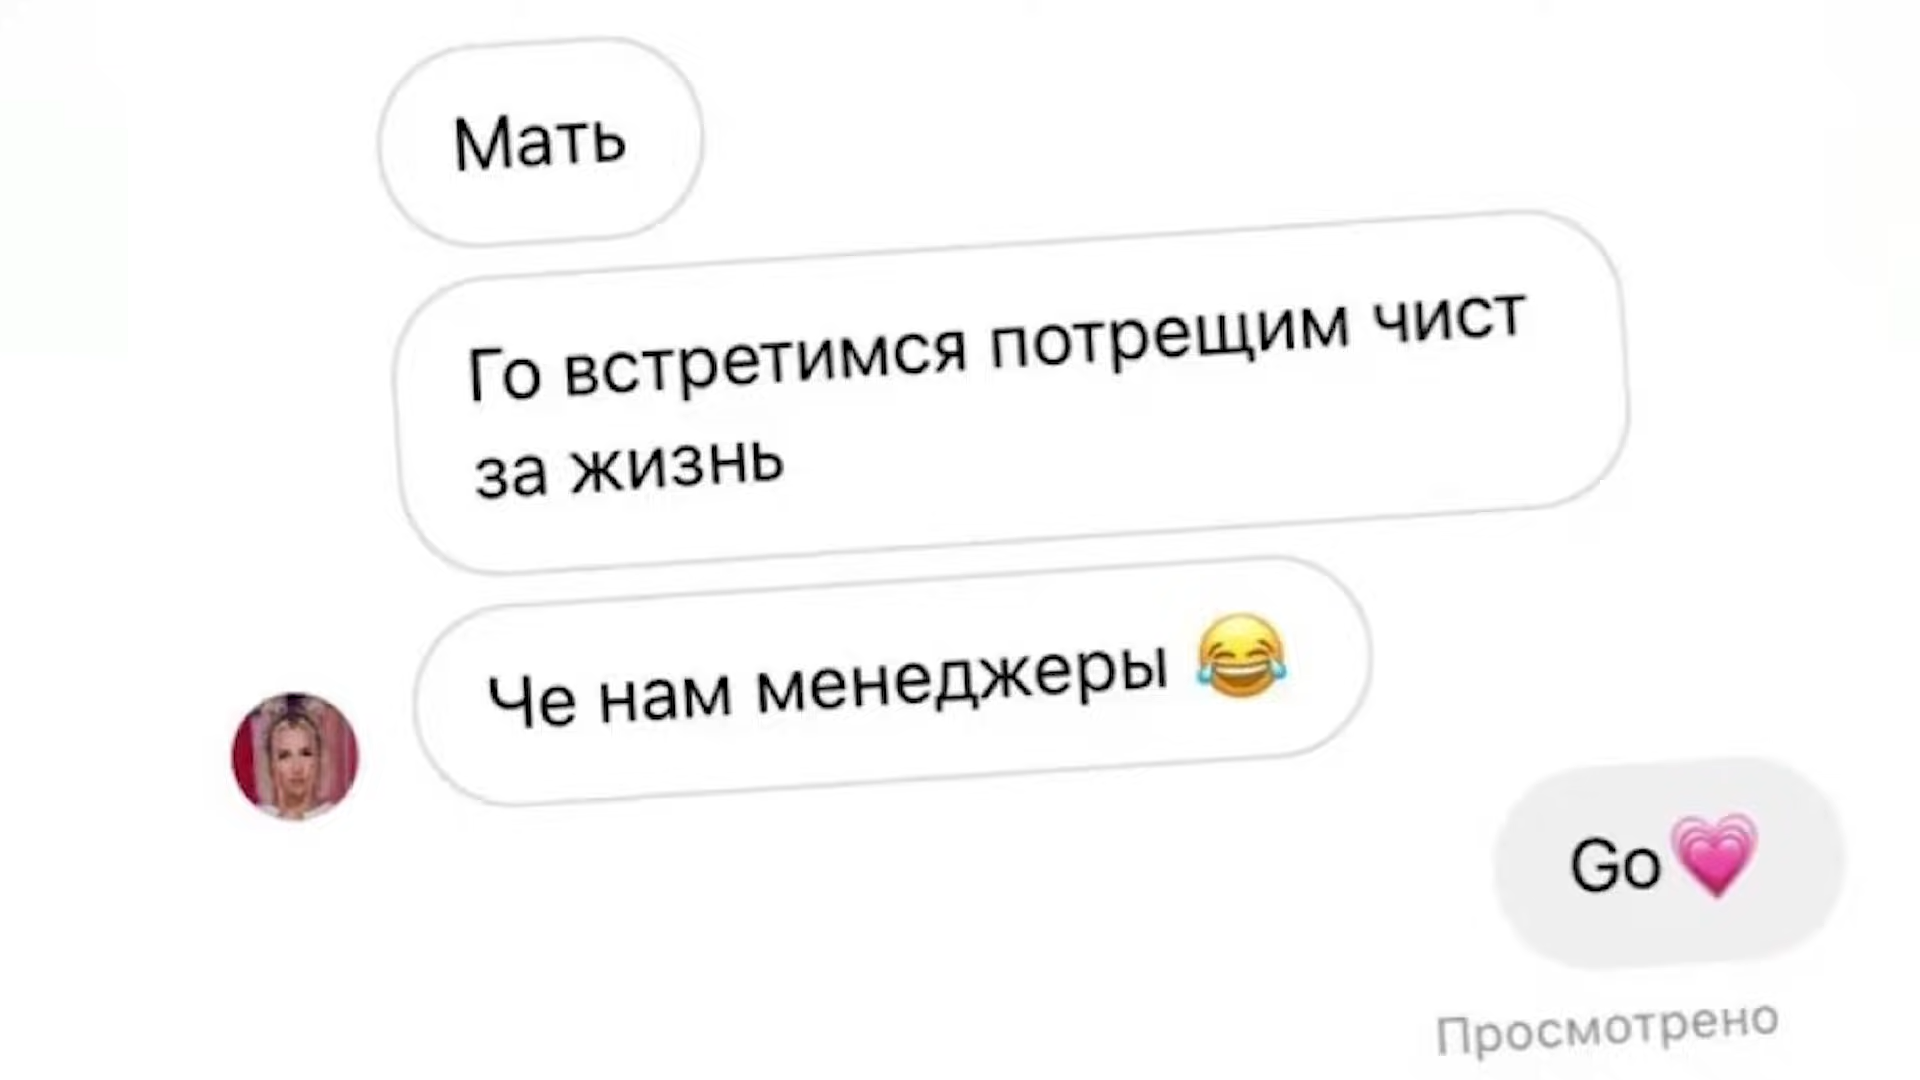 Мать
Го встретимся потрещим чист
за жизнь
Че нам менеджеры 😂
Go💗
Просмотрено